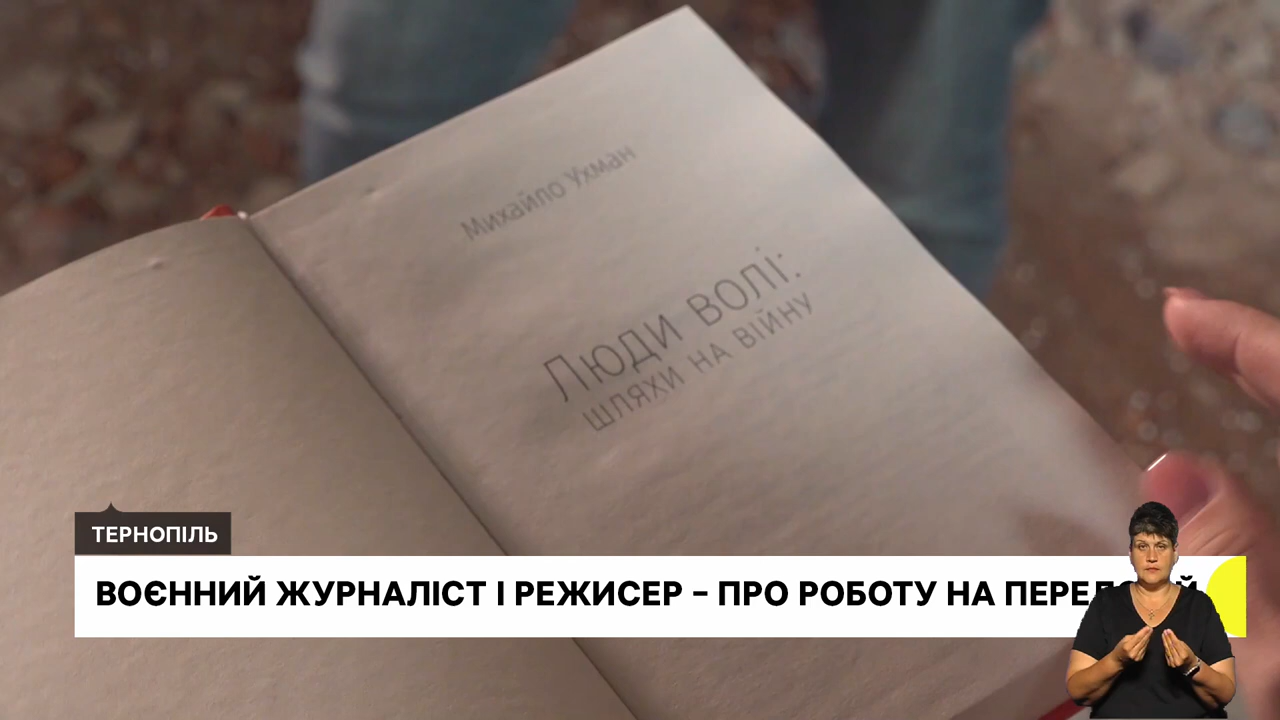 Михайло Ухман
Люди волі:
шляхи на війну
ТЕРНОПІЛЬ
ВОЄННИЙ ЖУРНАЛІСТ І РЕЖИСЕР – ПРО РОБОТУ НА